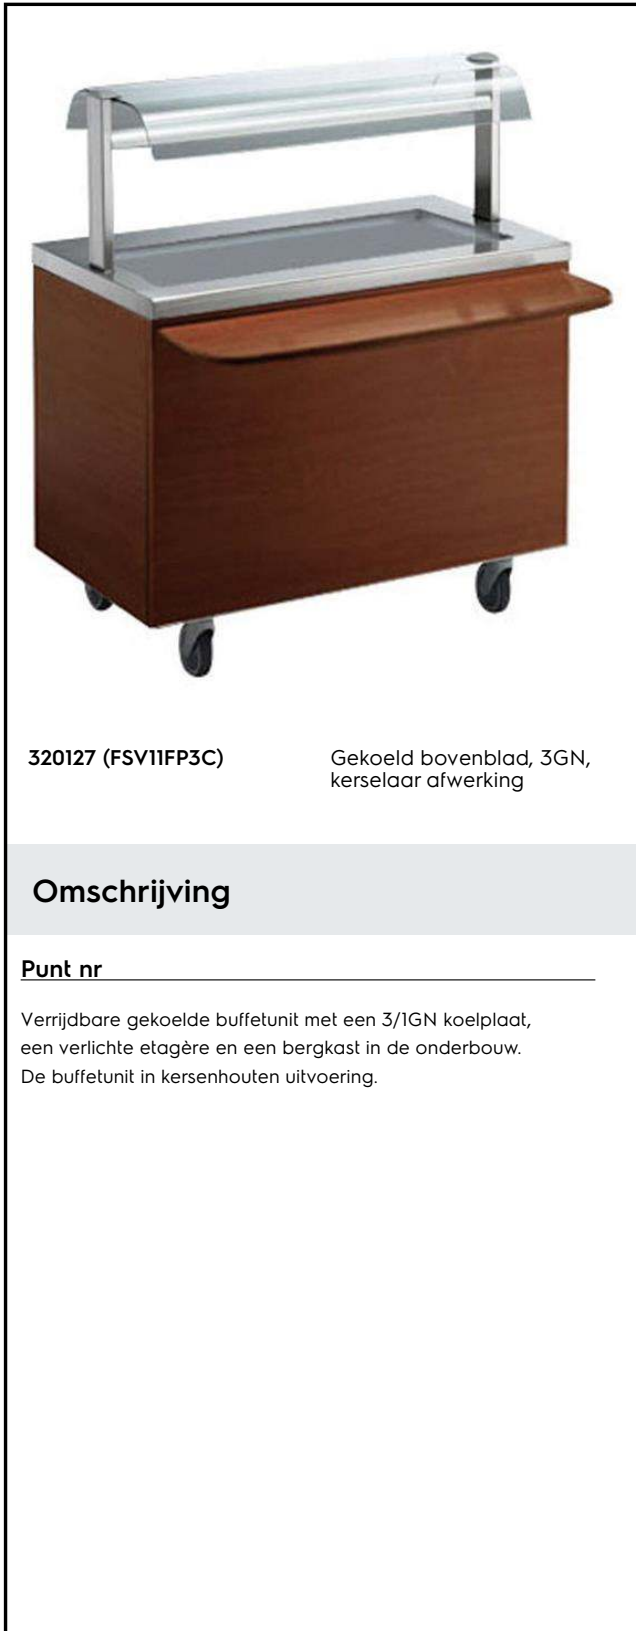 320127 (FSV11FP3C)
Gekoeld bovenblad, 3GN,
kerselaar afwerking
Omschrijving
Punt nr
Verrijdbare gekoelde buffetunit met een 3/1GN koelplaat,
een verlichte etagère en een bergkast in de onderbouw.
De buffetunit in kersenhouten uitvoering.